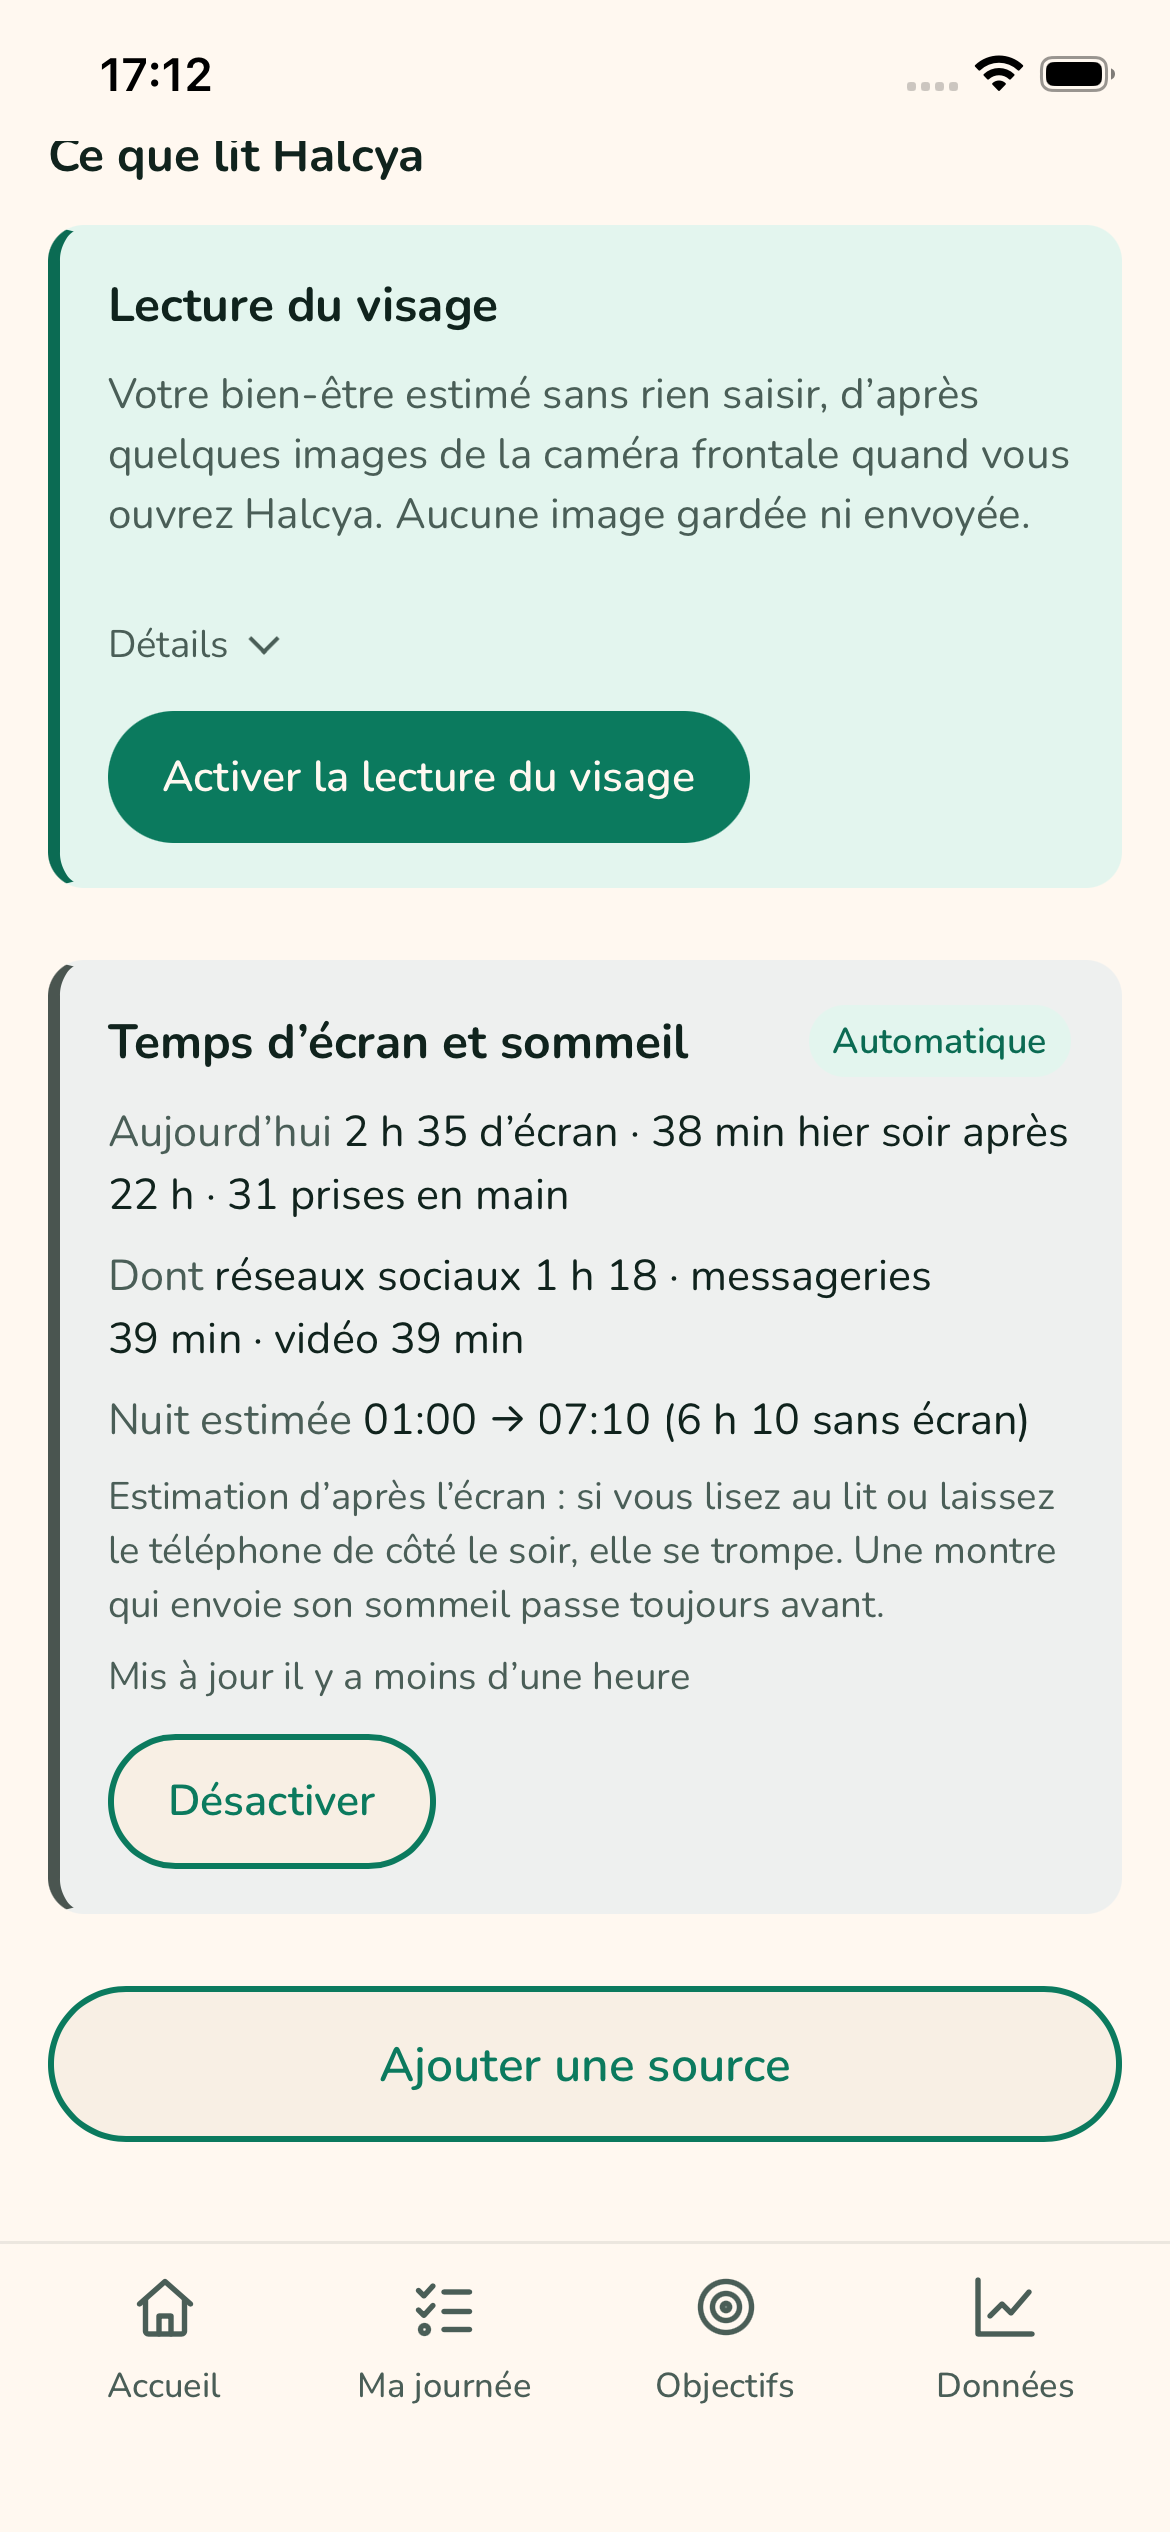 17:12
Ce que lit Halcya
Lecture du visage
Votre bien-être estimé sans rien saisir, d’après
quelques images de la caméra frontale quand vous
ouvrez Halcya. Aucune image gardée ni envoyée.
Détails
Activer la lecture du visage
Temps d’écran et sommeil
Automatique
Aujourd’hui 2 h 35 d’écran · 38 min hier soir après
22 h · 31 prises en main
Dont réseaux sociaux 1 h 18 · messageries
39 min · vidéo 39 min
Nuit estimée 01:00 → 07:10 (6 h 10 sans écran)
Estimation d’après l’écran : si vous lisez au lit ou laissez
le téléphone de côté le soir, elle se trompe. Une montre
qui envoie son sommeil passe toujours avant.
Mis à jour il y a moins d’une heure
Désactiver
Ajouter une source
Accueil
Ma journée
Objectifs
Données